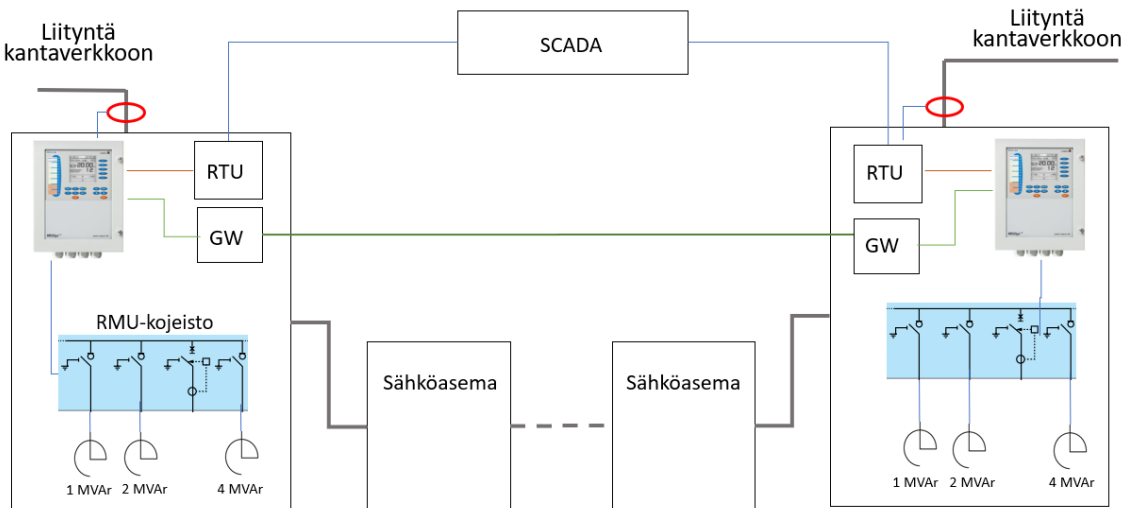 Liityntä
kantaverkkoon
SCADA
Liityntä
kantaverkkoon
RTU
GW
RTU
GW
RMU-kojeisto
Sähköasema
Sähköasema
1 MVAr
2 MVAr
4 MVAr
1 MVAr
2 MVAr
4 MVAr